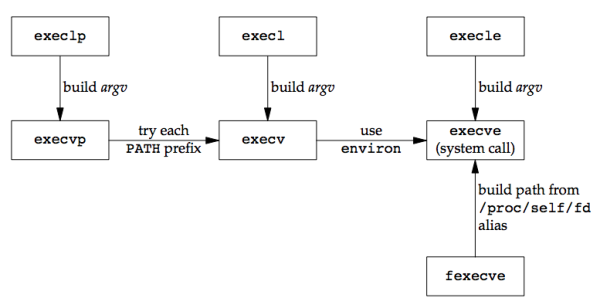 execlp
execl
execle
build argv
build argv
build argv
execvp
try each
PATH prefix
execv
use
environ
execve
(system call)
build path from
/proc/self/fd
alias
fexecve